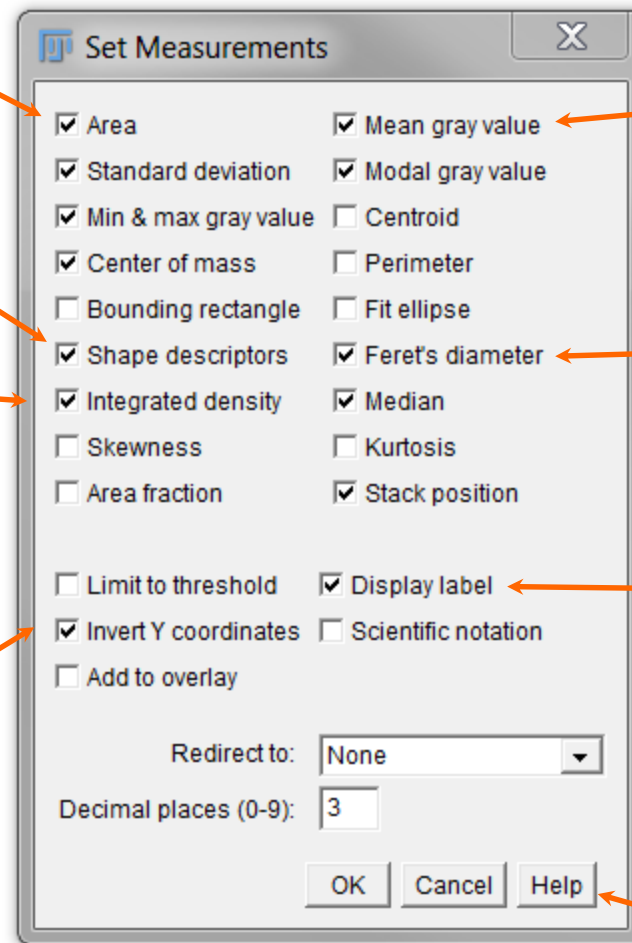 Set Measurements
Area Mean gray value
Standard deviation Modal gray value
Min & max gray value Centroid
Center of mass Perimeter
Bounding rectangle Fit ellipse
Shape descriptors Feret's diameter
Integrated density Median
Skewness Kurtosis
Area fraction Stack position
Limit to threshold Display label
Invert Y coordinates Scientific notation
Add to overlay
Redirect to: None
Decimal places (0-9): 3
OK Cancel Help